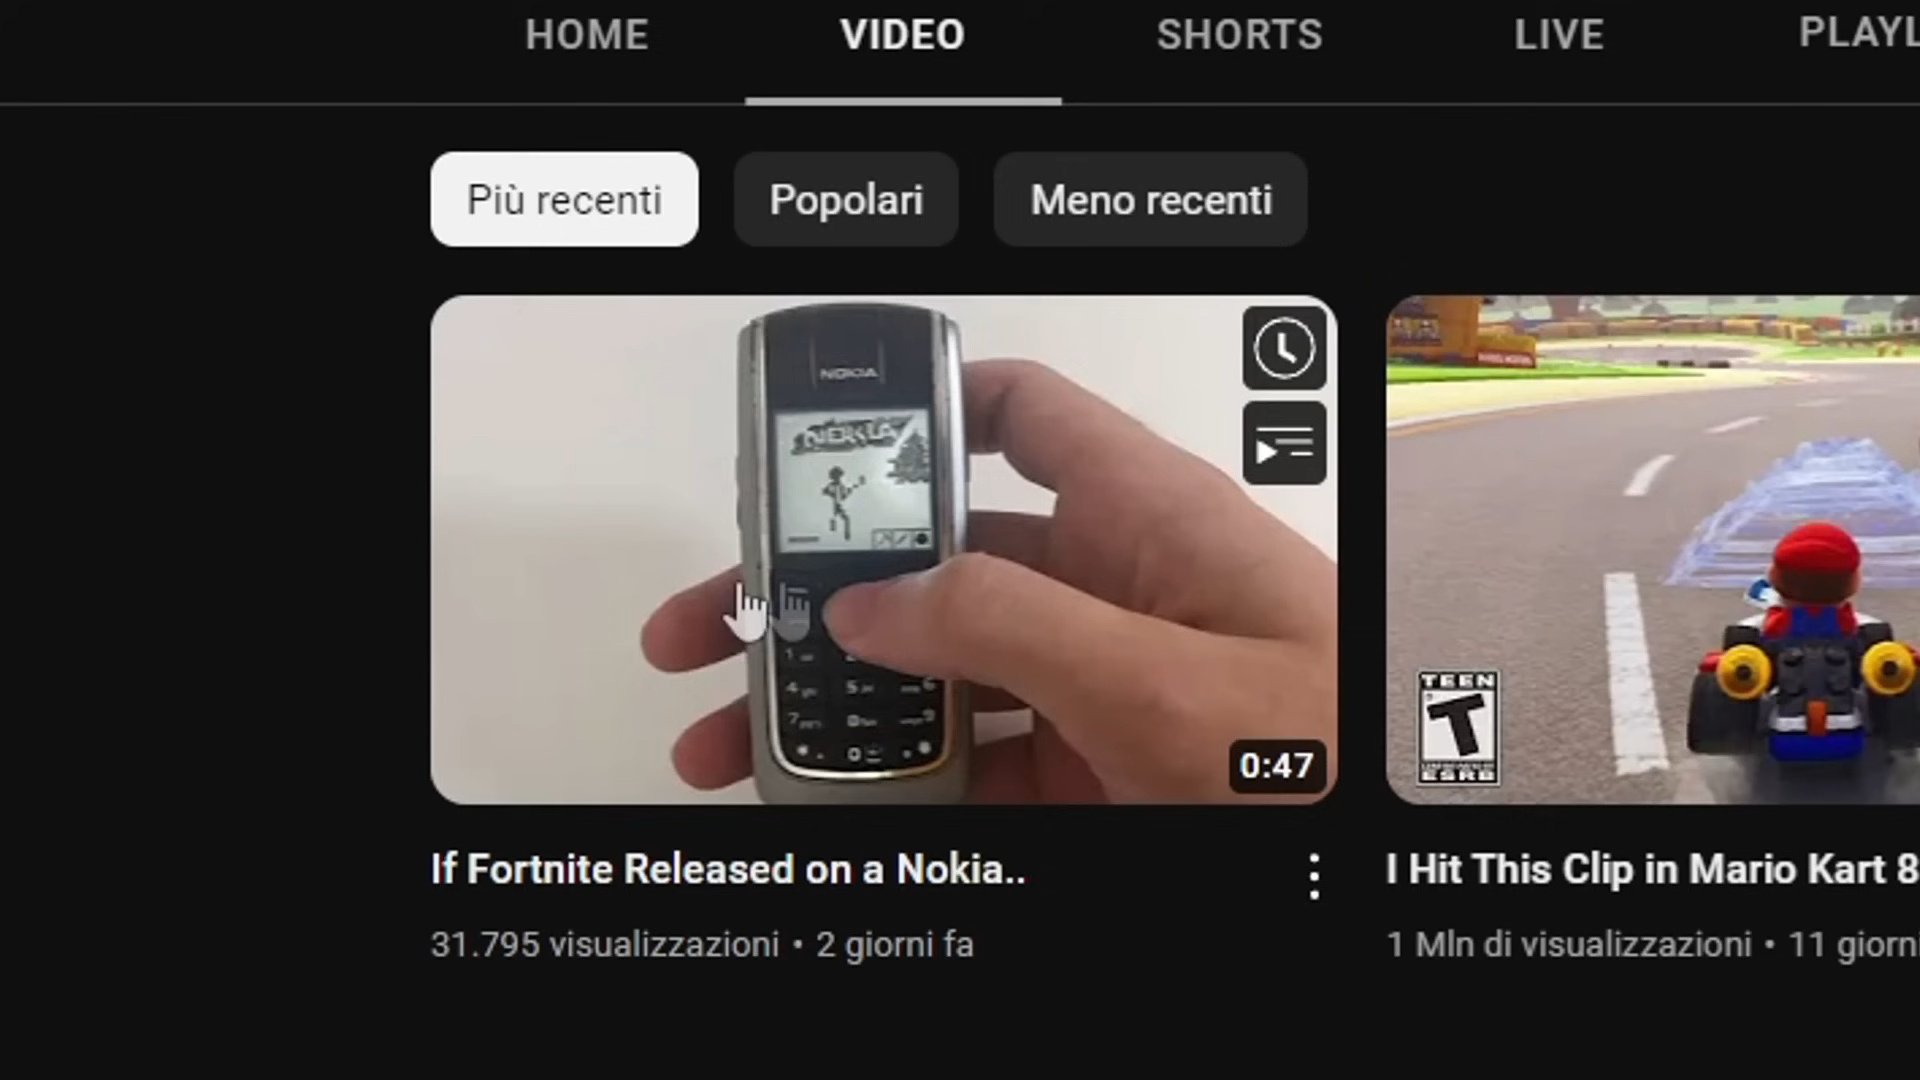 HOME VIDEO SHORTS LIVE PLAYL
Più recenti Popolari Meno recenti
NOKIA
NOKIA
TEEN
T
ESRB
0:47
If Fortnite Released on a Nokia..
31.795 visualizzazioni • 2 giorni fa
I Hit This Clip in Mario Kart 8
1 Mln di visualizzazioni • 11 giorni